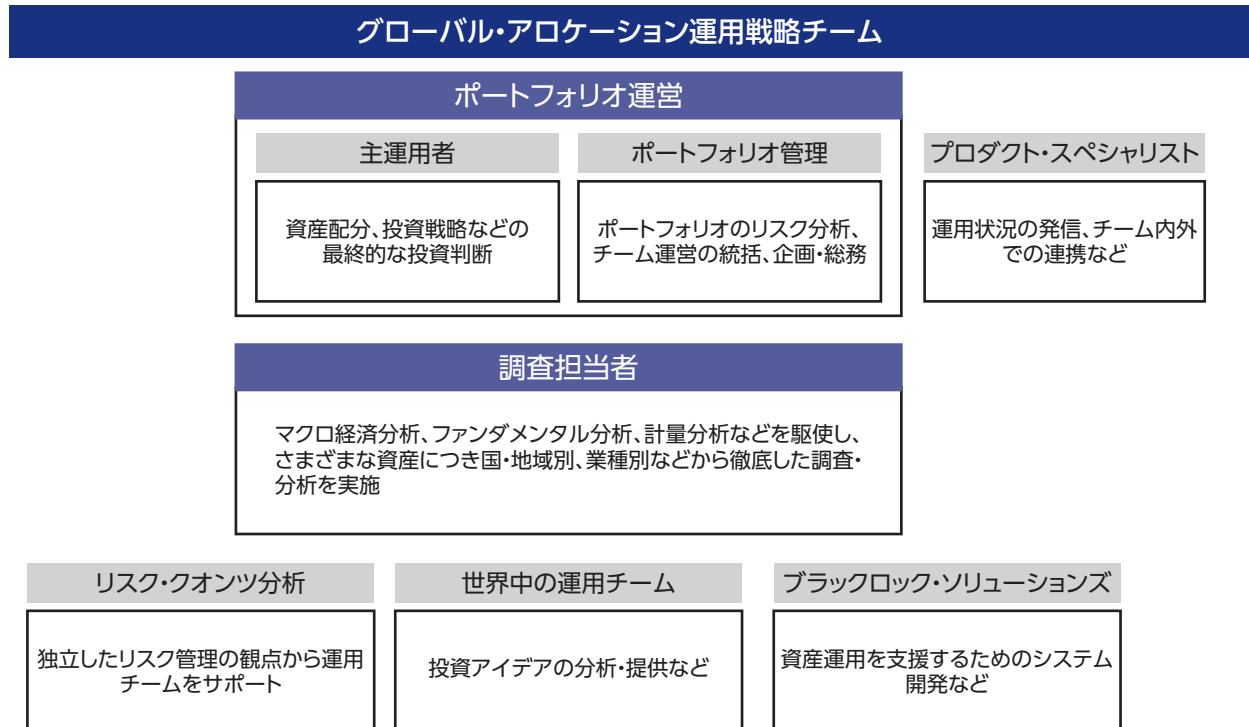 グローバル・アロケーション運用戦略チーム
ポートフォリオ運営
主運用者
資産配分、投資戦略などの
最終的な投資判断
ポートフォリオ管理
ポートフォリオのリスク分析、
チーム運営の統括、企画・総務
プロダクト・スペシャリスト
運用状況の発信、チーム内外
での連携など
調査担当者
マクロ経済分析、ファンダメンタル分析、計量分析などを駆使し、
さまざまな資産につき国・地域別、業種別などから徹底した調査・
分析を実施
リスク・クオンツ分析
独立したリスク管理の観点から運用
チームをサポート
世界中の運用チーム
投資アイデアの分析・提供など
ブラックロック・ソリューションズ
資産運用を支援するためのシステム
開発など